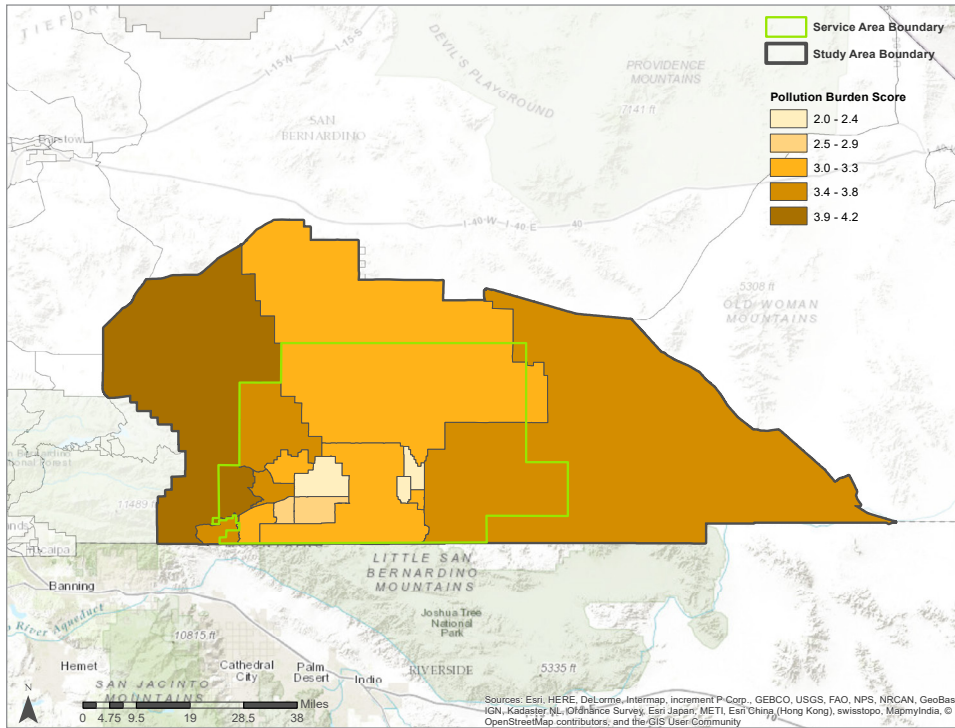 TIEFORT
I-15-N
I-15-S
DEVIL'S PLAYGROUND
PROVIDENCE
MOUNTAINS
7141 ft
SAN
BERNARDINO
Barstow
I-40-W
I-40-E
40
5308 ft
OLD WOMAN
MOUNTAINS
Service Area Boundary
Study Area Boundary
Pollution Burden Score
2.0 - 2.4
2.5 - 2.9
3.0 - 3.3
3.4 - 3.8
3.9 - 4.2
11489 ft
LITTLE SAN
BERNARDINO
MOUNTAINS
Banning
Joshua Tree
National
Park
River Aqueduct
10815 ft
Hemet
Cathedral
City
Palm
Desert
Indio
RIVERSIDE
5335 ft
SAN JACINTO
MOUNTAINS
N
Miles
0 4.75 9.5 19 28.5 38
Sources: Esri, HERE, DeLorme, Intermap, increment P Corp., GEBCO, USGS, FAO, NPS, NRCAN, GeoBas
IGN, Kadaster NL, Ordnance Survey, Esri Japan, METI, Esri China (Hong Kong), swisstopo, MapmyIndia, ©
OpenStreetMap contributors, and the GIS User Community